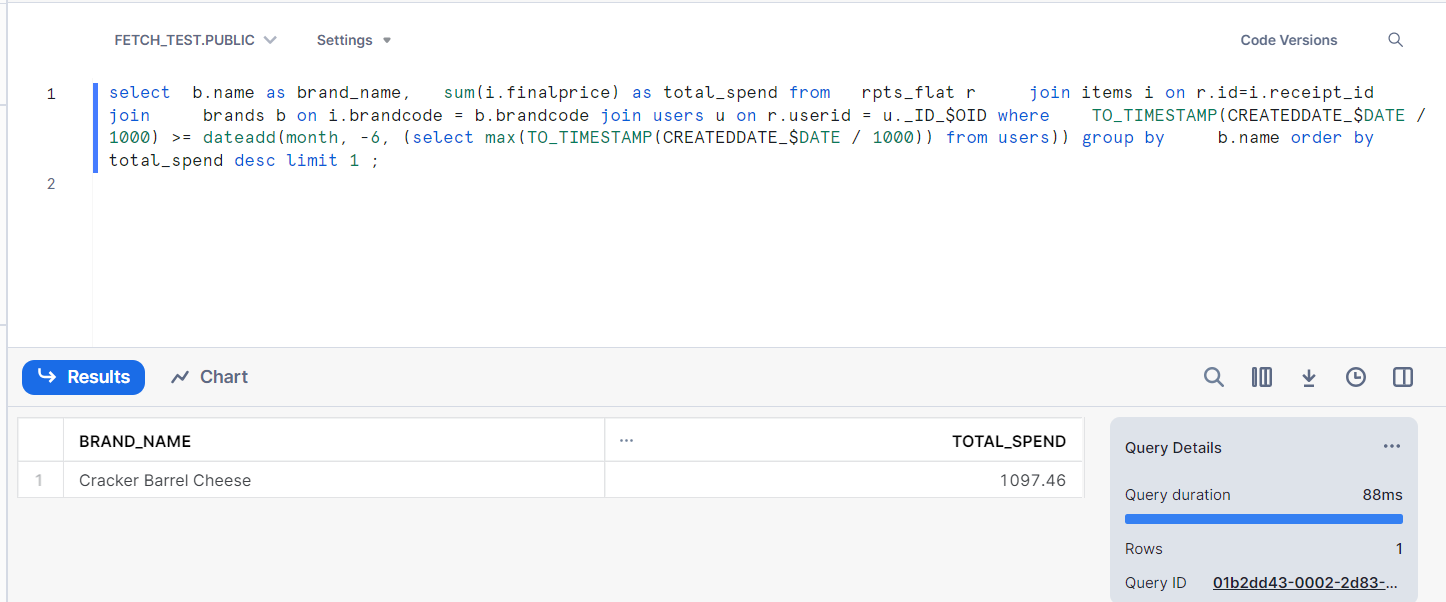 FETCH_TEST.PUBLIC Settings Code Versions
1 select b.name as brand_name, sum(i.finalprice) as total_spend from rpts_flat r join items i on r.id=i.receipt_id
join brands b on i.brandcode = b.brandcode join users u on r.userid = u._ID_$OID where TO_TIMESTAMP(CREATEDDATE_$DATE /
1000) >= dateadd(month, -6, (select max(TO_TIMESTAMP(CREATEDDATE_$DATE / 1000)) from users)) group by b.name order by
total_spend desc limit 1 ;
2
Results Chart
BRAND_NAME ... TOTAL_SPEND
1 Cracker Barrel Cheese 1097.46
Query Details ...
Query duration 88ms
Rows 1
Query ID 01b2dd43-0002-2d83-...